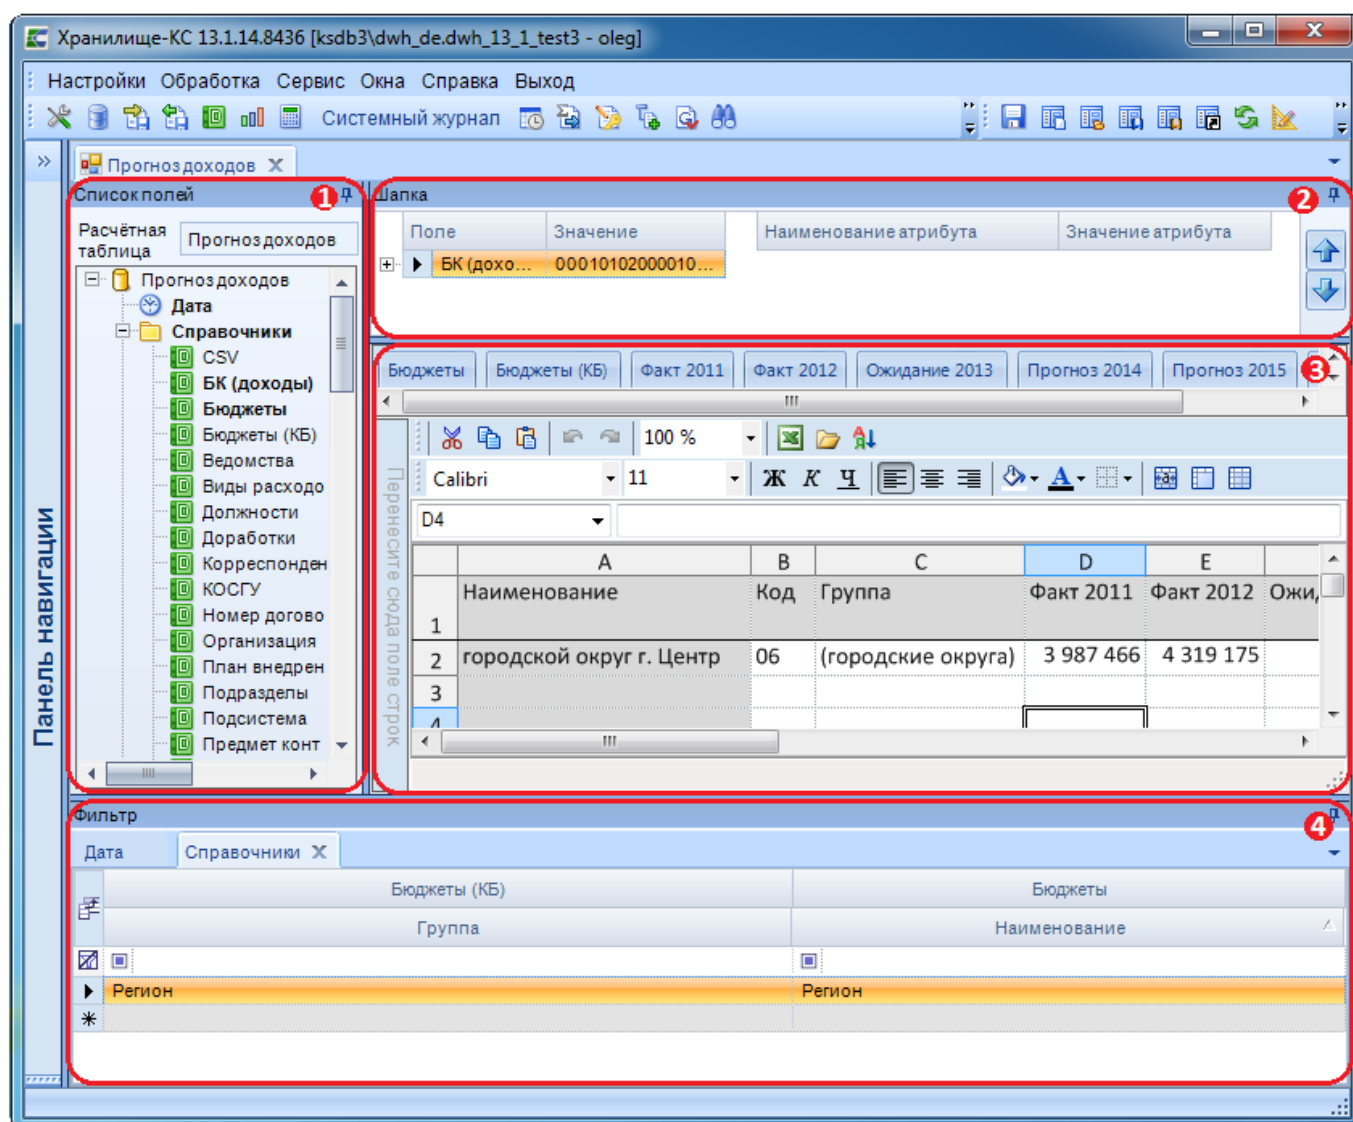 Хранилище-КС 13.1.14.8436 [ksdb3\dwh_de.dwh_13_1_test3 - oleg]
Настройки Обработка Сервис Окна Справка Выход
Системный журнал
Прогноз доходов
Панель навигации
Список полей 1
Расчётная таблица Прогноз доходов
Прогноз доходов
Дата
Справочники
CSV
БК (доходы)
Бюджеты
Бюджеты (КБ)
Ведомства
Виды расходо
Должности
Доработки
Корреспонден
КОСГУ
Номер догово
Организация
План внедрен
Подразделы
Подсистема
Предмет конт
Шапка 2
Поле Значение Наименование атрибута Значение атрибута
БК (дохо... 00010102000010...
Бюджеты Бюджеты (КБ) Факт 2011 Факт 2012 Ожидание 2013 Прогноз 2014 Прогноз 2015 3
Перенесите сюда поле строк
100 %
Calibri 11 Ж К Ч
D4
A B C D E
1 Наименование Код Группа Факт 2011 Факт 2012 Ожи
2 городской округ г. Центр 06 (городские округа) 3 987 466 4 319 175
3
4
Фильтр 4
Дата Справочники
Бюджеты (КБ) Бюджеты
Группа Наименование
Регион Регион